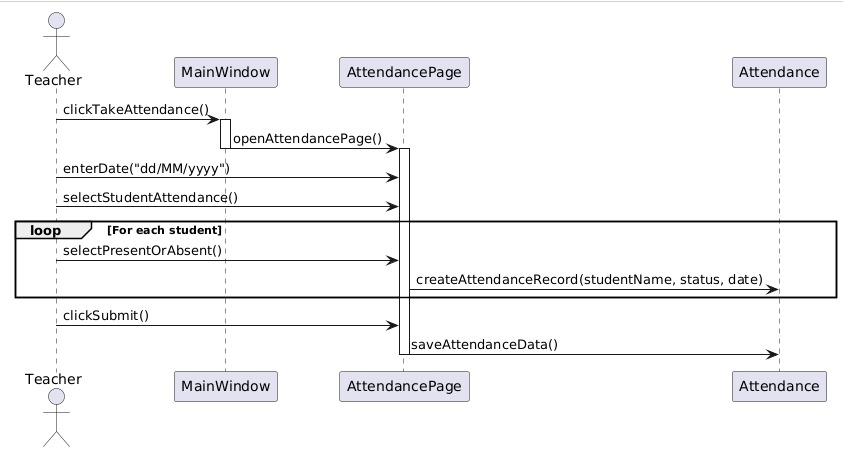 Teacher
MainWindow
AttendancePage
Attendance
clickTakeAttendance()
openAttendancePage()
enterDate("dd/MM/yyyy")
selectStudentAttendance()
loop
[For each student]
selectPresentOrAbsent()
createAttendanceRecord(studentName, status, date)
clickSubmit()
saveAttendanceData()
Teacher
MainWindow
AttendancePage
Attendance